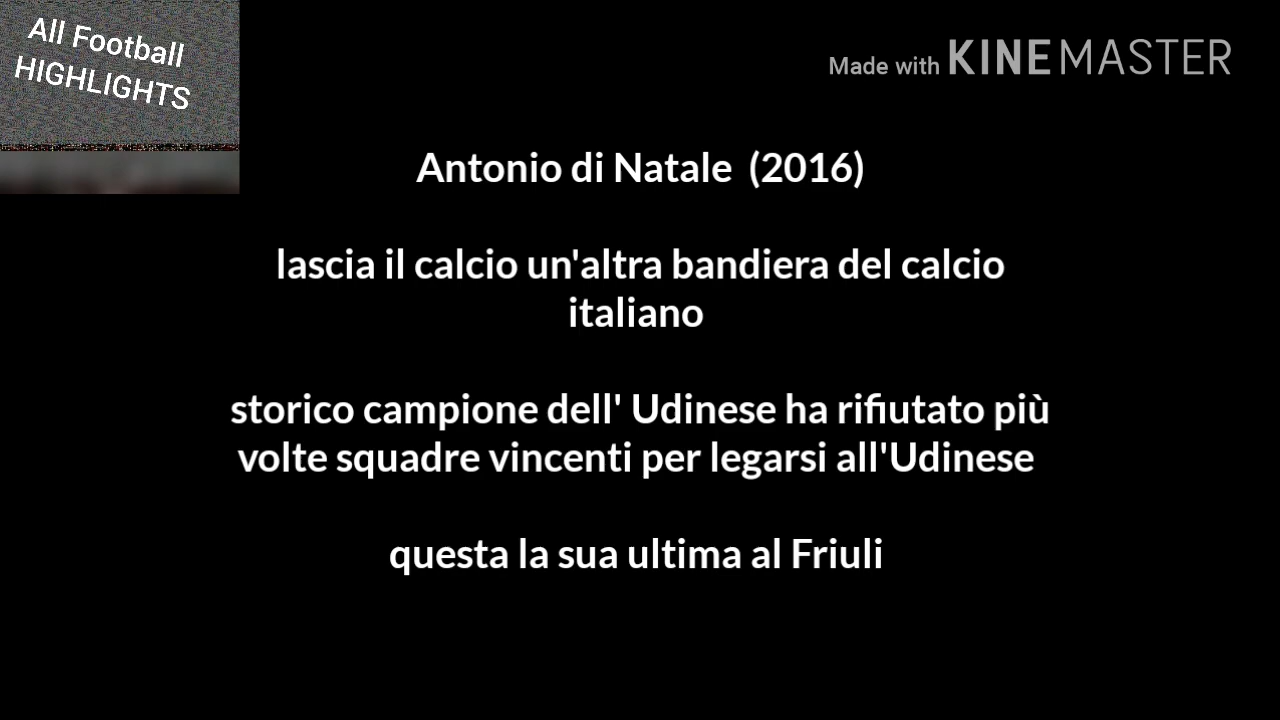 All Football
HIGHLIGHTS
Made with KINEMASTER
Antonio di Natale (2016)
lascia il calcio un'altra bandiera del calcio
italiano
storico campione dell' Udinese ha rifiutato più
volte squadre vincenti per legarsi all'Udinese
questa la sua ultima al Friuli